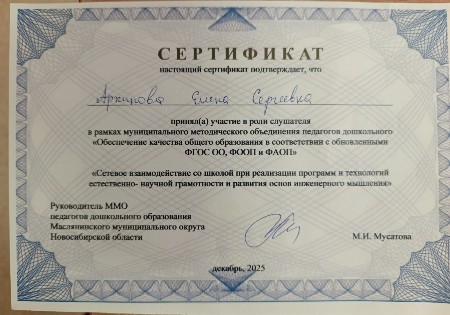 СЕРТИФИКАТ
настоящий сертификат подтверждает, что
Архипова Елена Сергеевна
принял(а) участие в роли слушателя
в рамках муниципального методического объединения педагогов дошкольного
«Обеспечение качества общего образования в соответствии с обновленными
ФГОС ОО, ФООП и ФАОП»
«Сетевое взаимодействие со школой при реализации программ и технологий
естественно- научной грамотности и развития основ инженерного мышления»
Руководитель ММО
педагогов дошкольного образования
Маслянинского муниципального округа
Новосибирской области
М.И. Мусатова
декабрь, 2025